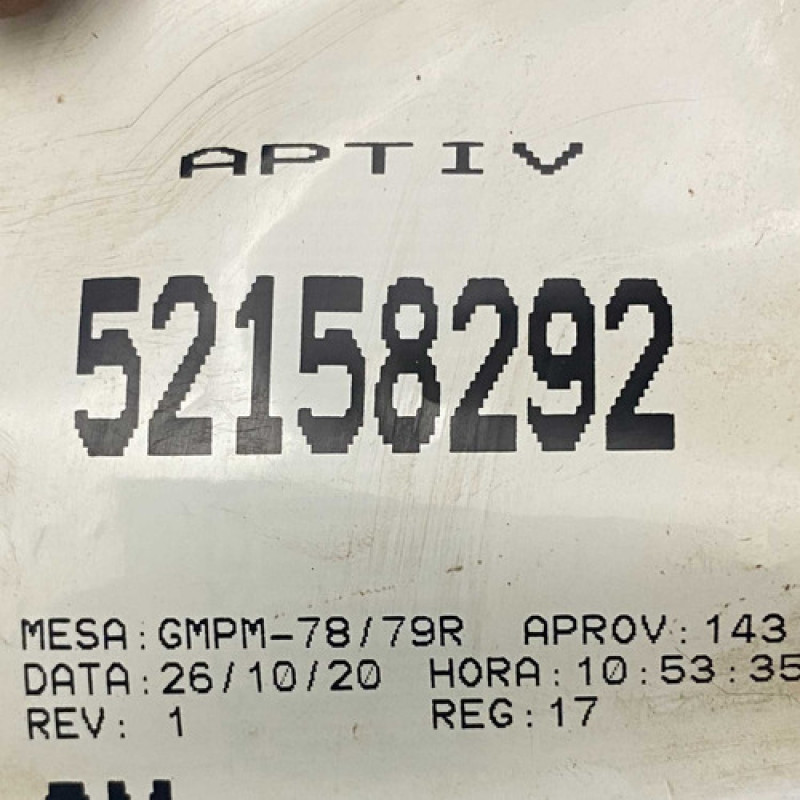 APTIV
52158292
MESA:GMPM-78/79R APROV:143
DATA:26/10/20 HORA:10:53:35
REV: 1 REG:17